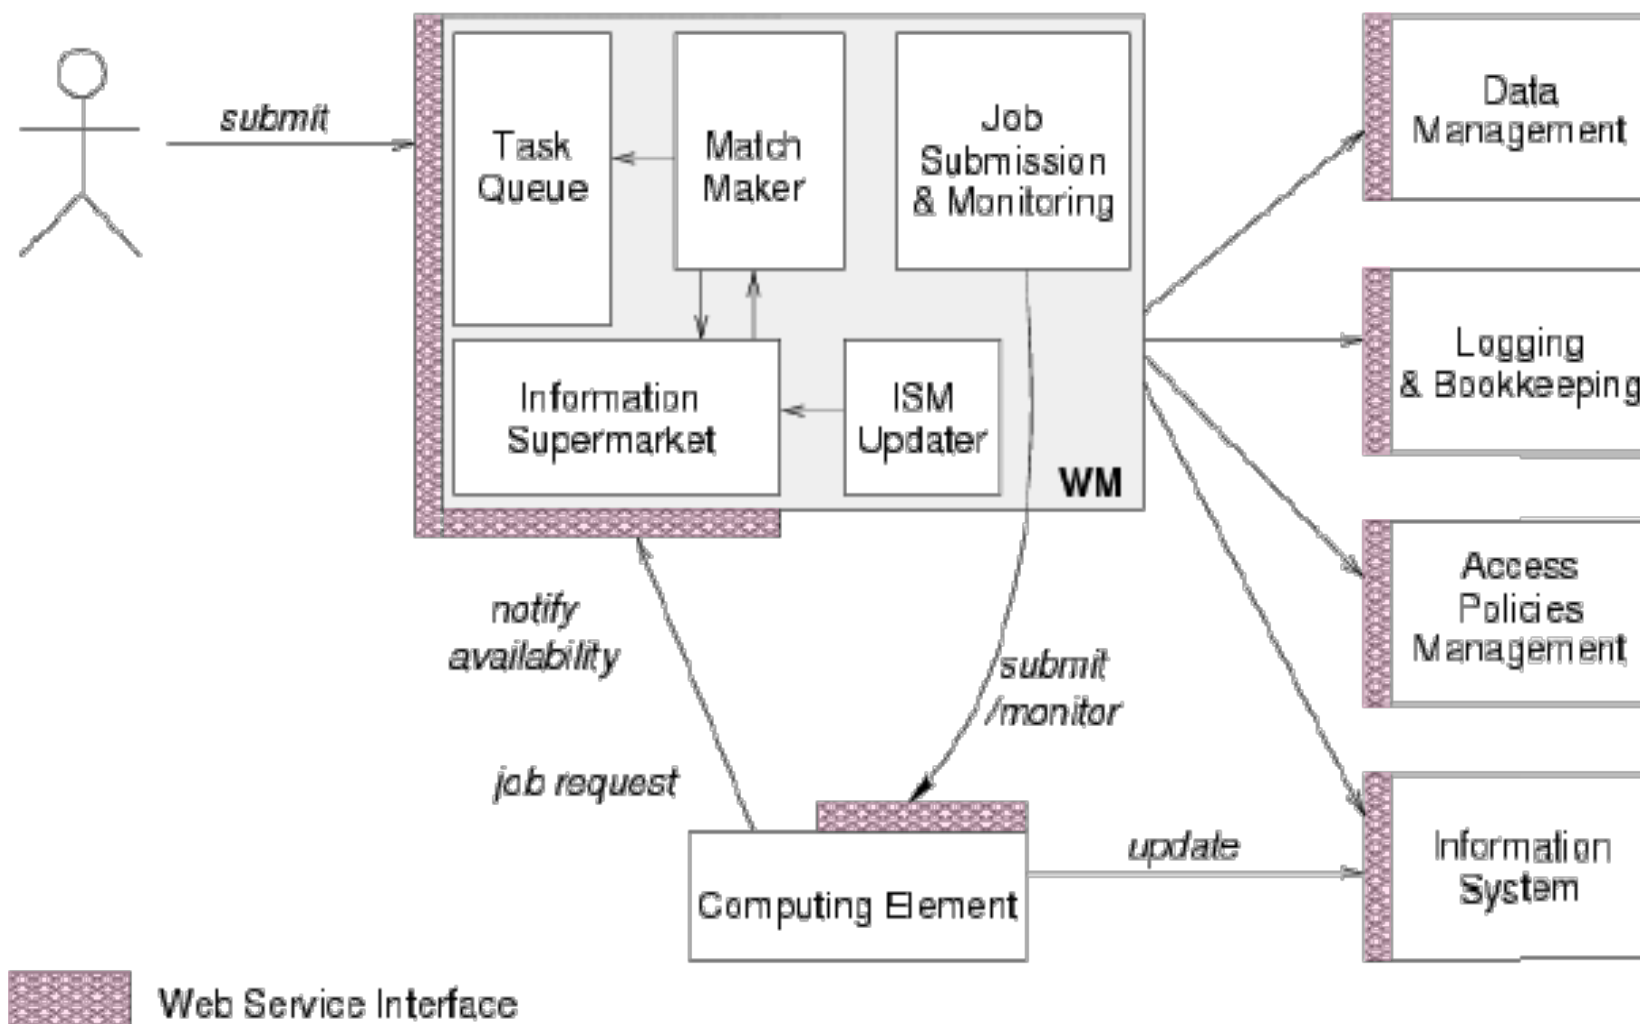 submit
Task
Queue
Match
Maker
Job
Submission
& Monitoring
Data
Management
Logging
& Bookkeeping
Information
Supermarket
ISM
Updater
WM
Access
Policies
Management
notify
availability
submit
/monitor
job request
update
Computing Element
Information
System
Web Service Interface